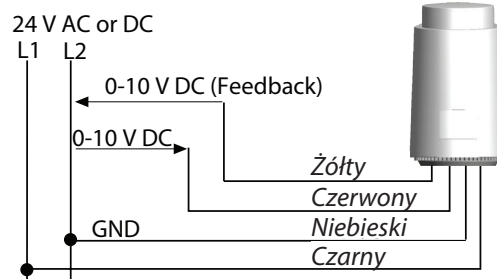 24 V AC or DC
L1 L2
0-10 V DC (Feedback)
0-10 V DC
Żółty
Czerwony
GND Niebieski
Czarny